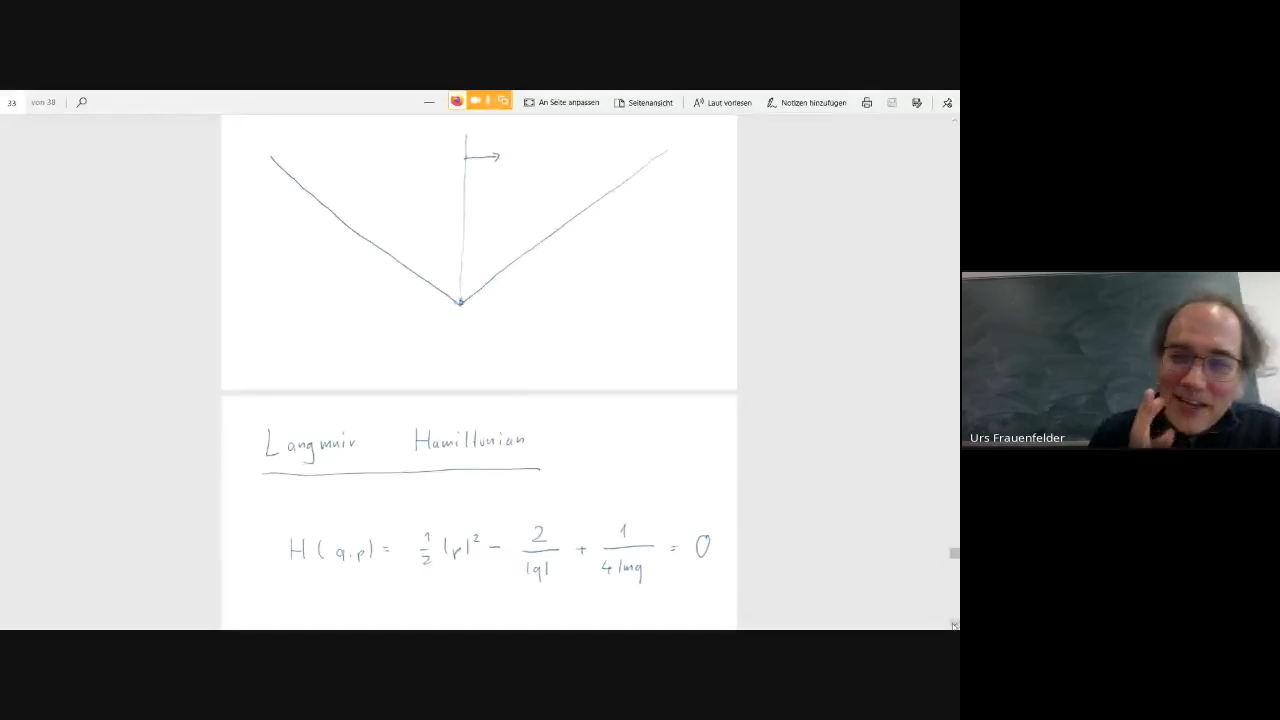 33 von 38 An Seite anpassen Seitenansicht Laut vorlesen Notizen hinzufügen
Langmuir Hamiltonian
H(q,p) = 1/2 |p|² - 2/|q| + 1/(4 Im q) = 0
Urs Frauenfelder